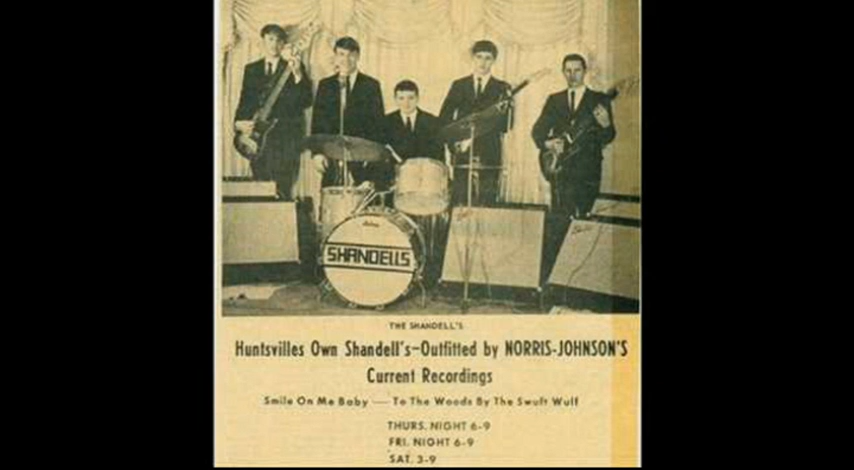 SHANDELLS
THE SHANDELL'S
Huntsvilles Own Shandell's-Outfitted by NORRIS-JOHNSON'S
Current Recordings
Smile On Me Baby — To The Woods By The Swuft Wulf
THURS. NIGHT 6-9
FRI. NIGHT 6-9
SAT. 3-9